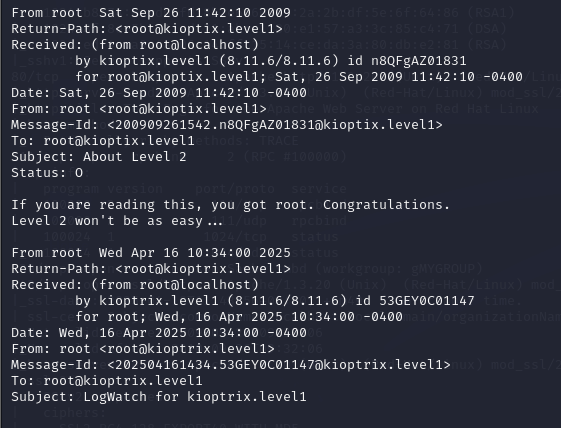 From root  Sat Sep 26 11:42:10 2009
Return-Path: <root@kioptix.level1>
Received: (from root@localhost)
        by kioptix.level1 (8.11.6/8.11.6) id n8QFgAZ01831
        for root@kioptix.level1; Sat, 26 Sep 2009 11:42:10 -0400
Date: Sat, 26 Sep 2009 11:42:10 -0400
From: root <root@kioptix.level1>
Message-Id: <200909261542.n8QFgAZ01831@kioptix.level1>
To: root@kioptix.level1
Subject: About Level 2
Status: O

If you are reading this, you got root. Congratulations.
Level 2 won't be as easy...

From root  Wed Apr 16 10:34:00 2025
Return-Path: <root@kioptrix.level1>
Received: (from root@localhost)
        by kioptrix.level1 (8.11.6/8.11.6) id 53GEY0C01147
        for root; Wed, 16 Apr 2025 10:34:00 -0400
Date: Wed, 16 Apr 2025 10:34:00 -0400
From: root <root@kioptrix.level1>
Message-Id: <202504161434.53GEY0C01147@kioptrix.level1>
To: root@kioptrix.level1
Subject: LogWatch for kioptrix.level1